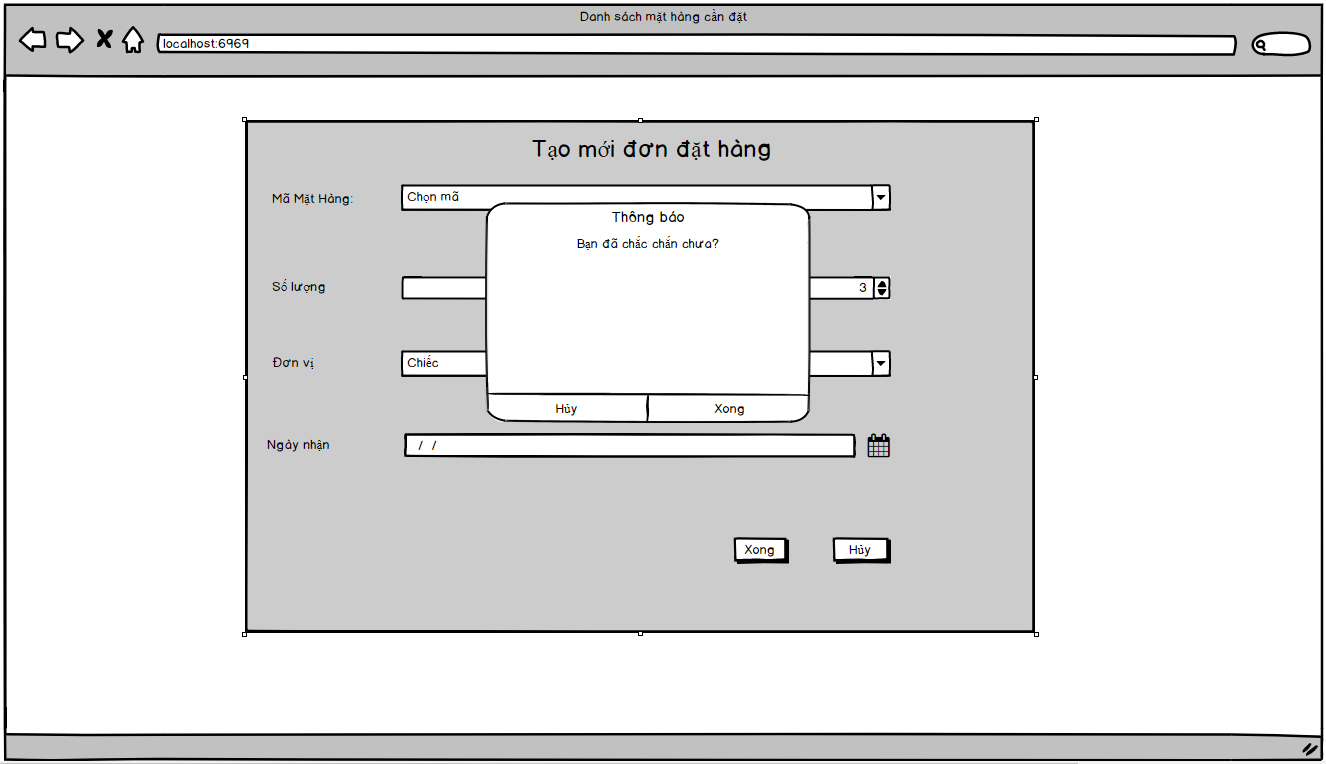 Danh sách mặt hàng cần đặt
localhost:6969
Tạo mới đơn đặt hàng
Mã Mặt Hàng:
Chọn mã
Thông báo
Bạn đã chắc chắn chưa?
Số lượng
3
Đơn vị
Chiếc
Hủy
Xong
Ngày nhận
/ /
Xong
Hủy